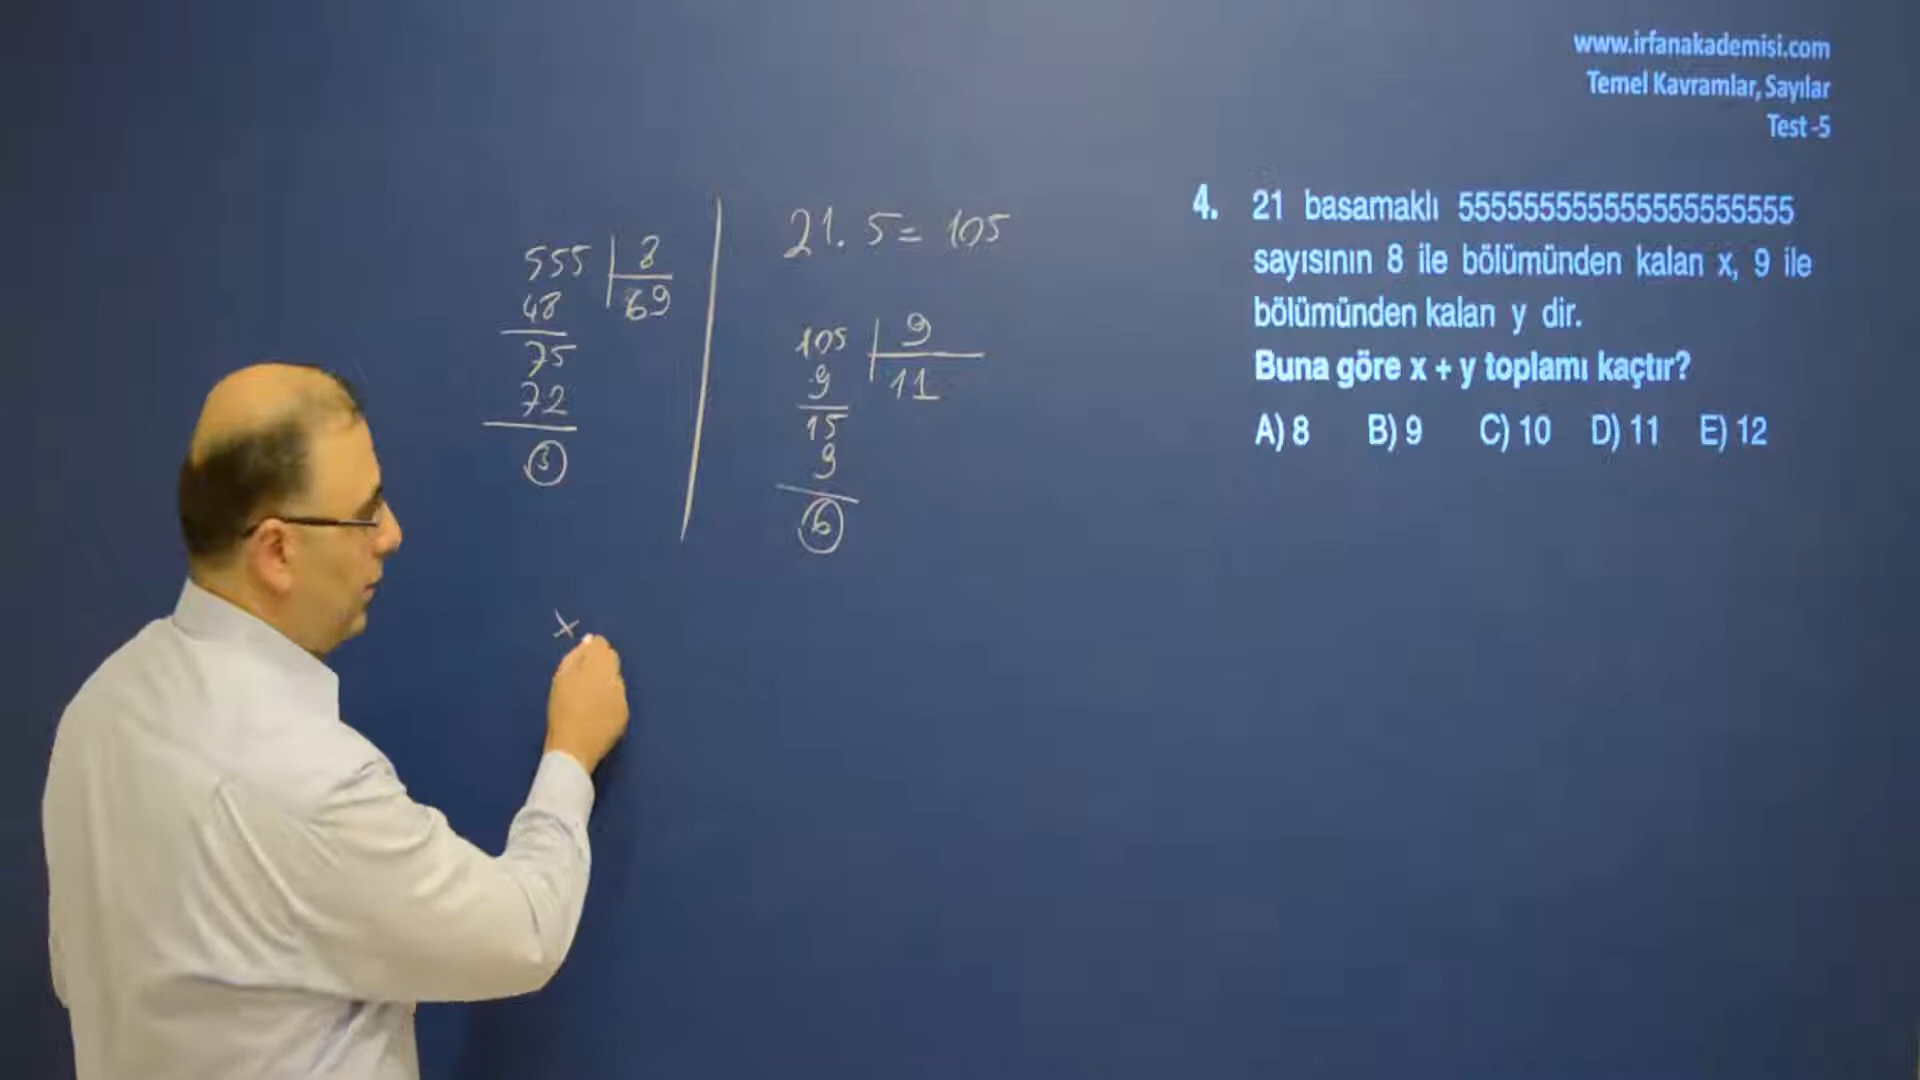 www.irfanakademisi.com
Temel Kavramlar, Sayılar
Test -5
4. 21 basamaklı 555555555555555555555
sayısının 8 ile bölümünden kalan x, 9 ile
bölümünden kalan y dir.
Buna göre x + y toplamı kaçtır?
A) 8 B) 9 C) 10 D) 11 E) 12
555 8
48 69
75
72
3
21. 5 = 105
105 9
9 11
15
9
6
x